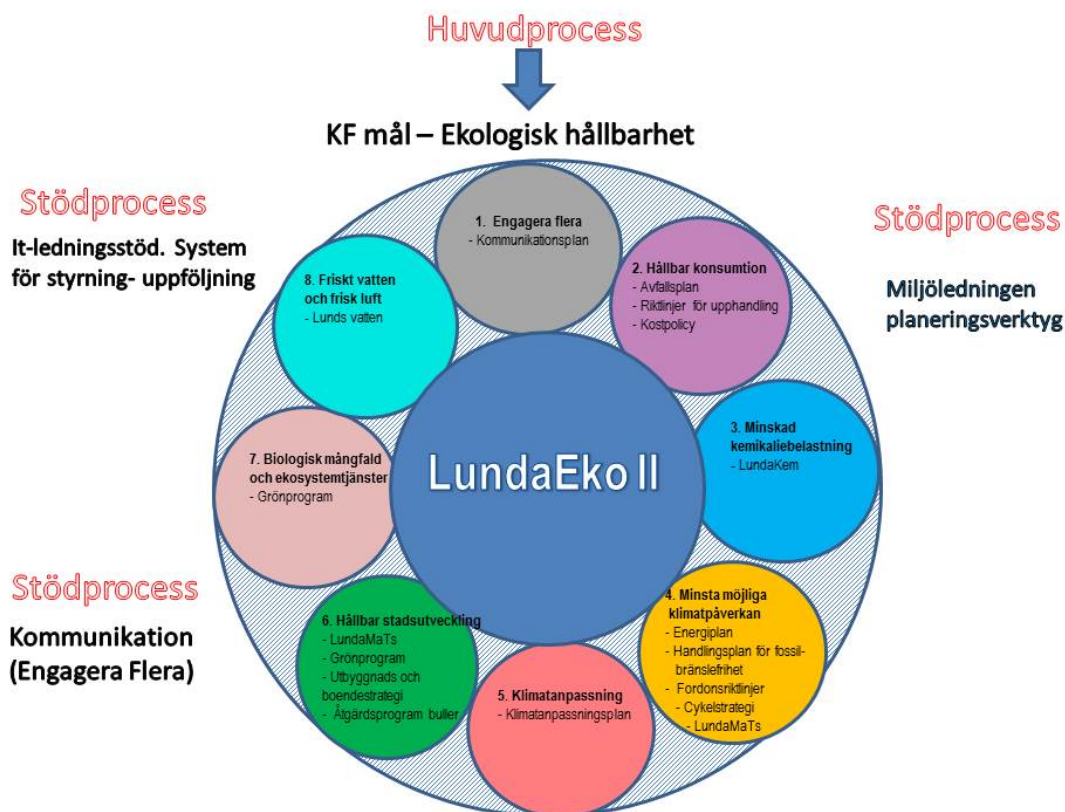 Huvudprocess
KF mål – Ekologisk hållbarhet
Stödprocess
It-ledningsstöd. System
för styrning- uppföljning
Stödprocess
Miljöledningen
planeringsverktyg
1. Engagera flera
- Kommunikationsplan
2. Hållbar konsumtion
- Avfallsplan
- Riktlinjer för upphandling
- Kostpolicy
3. Minskad
kemikaliebelastning
- LundaKem
4. Minsta möjliga
klimatpåverkan
- Energiplan
- Handlingsplan för fossil-
bränslefrihet
- Fordonsriktlinjer
- Cykelstrategi
- LundaMaTs
5. Klimatanpassning
- Klimatanpassningsplan
6. Hållbar stadsutveckling
- LundaMaTs
- Grönprogram
- Utbyggnads och
boendestrategi
- Åtgärdsprogram buller
7. Biologisk mångfald
och ekosystemtjänster
- Grönprogram
8. Friskt vatten
och frisk luft
- Lunds vatten
LundaEko II
Stödprocess
Kommunikation
(Engagera Flera)